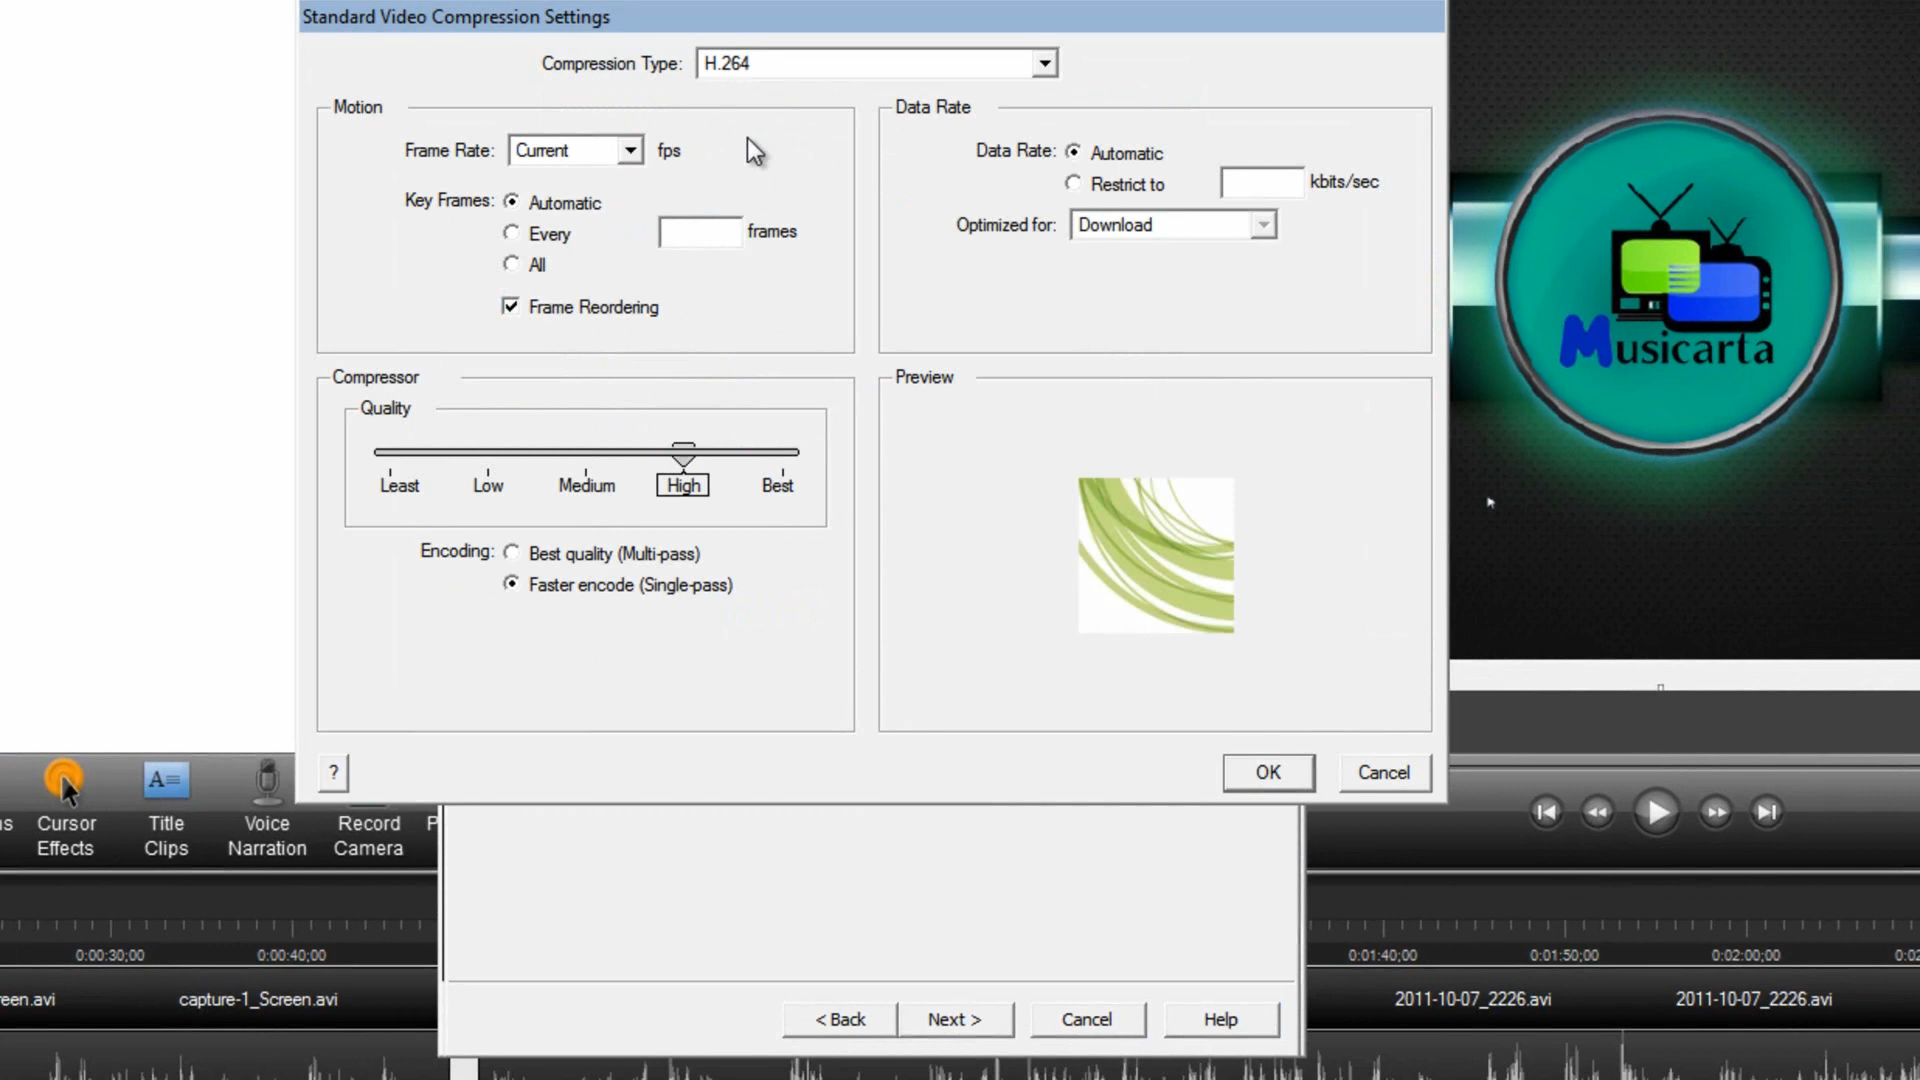 Standard Video Compression Settings
Compression Type: H.264
Motion
Frame Rate: Current fps
Key Frames: Automatic
Every frames
All
Frame Reordering
Data Rate
Data Rate: Automatic
Restrict to kbits/sec
Optimized for: Download
Compressor
Quality
Least Low Medium High Best
Encoding: Best quality (Multi-pass)
Faster encode (Single-pass)
Preview
? OK Cancel
Musicarta
Cursor Effects
A
Title Clips
Voice Narration
Record Camera
0:00:30;00 0:00:40;00 0:01:40;00 0:01:50;00 0:02:00;00
capture-1_Screen.avi 2011-10-07_2226.avi 2011-10-07_2226.avi
< Back Next > Cancel Help